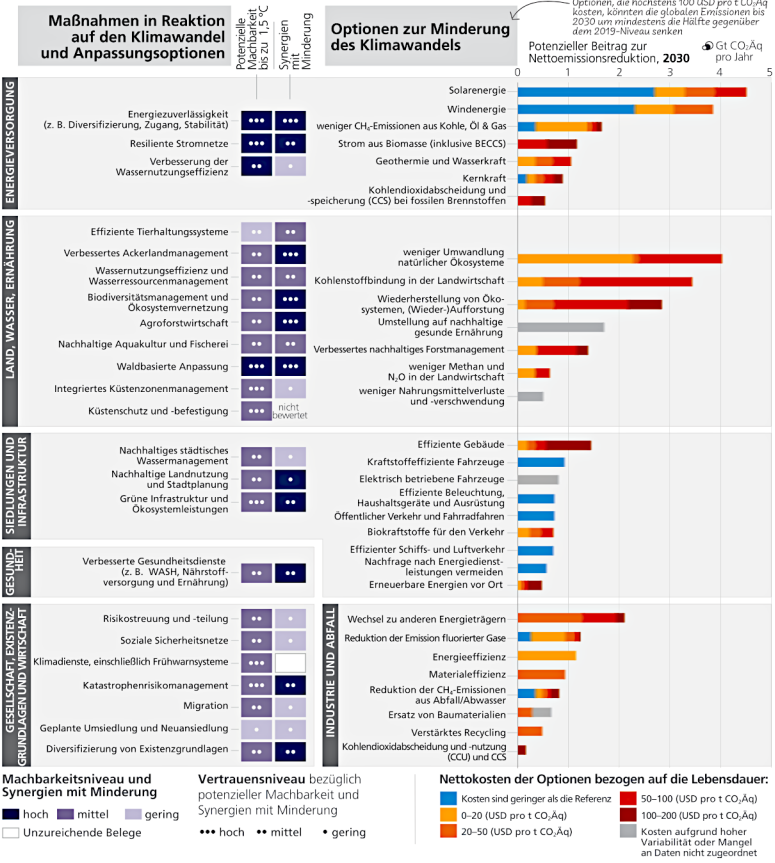 Optionen, die höchstens 100 USD pro t CO₂Äq
kosten, könnten die globalen Emissionen bis
2030 um mindestens die Hälfte gegenüber
dem 2019-Niveau senken
Maßnahmen in Reaktion
auf den Klimawandel
und Anpassungsoptionen
Potenzielle
Machbarkeit
bis zu 1,5 °C
Synergien
mit
Minderung
Optionen zur Minderung
des Klimawandels
Potenzieller Beitrag zur
Nettoemissionsreduktion, 2030
Gt CO₂Äq
pro Jahr
0 1 2 3 4 5
ENERGIEVERSORGUNG
Energiezuverlässigkeit
(z. B. Diversifizierung, Zugang, Stabilität)
Resiliente Stromnetze
Verbesserung der
Wassernutzungseffizienz
Solarenergie
Windenergie
weniger CH₄-Emissionen aus Kohle, Öl & Gas
Strom aus Biomasse (inklusive BECCS)
Geothermie und Wasserkraft
Kernkraft
Kohlendioxidabscheidung und
-speicherung (CCS) bei fossilen Brennstoffen
LAND, WASSER, ERNÄHRUNG
Effiziente Tierhaltungssysteme
Verbessertes Ackerlandmanagement
Wassernutzungseffizienz und
Wasserressourcenmanagement
Biodiversitätsmanagement und
Ökosystemvernetzung
Agroforstwirtschaft
Nachhaltige Aquakultur und Fischerei
Waldbasierte Anpassung
Integriertes Küstenzonenmanagement
Küstenschutz und -befestigung
nicht
bewertet
weniger Umwandlung
natürlicher Ökosysteme
Kohlenstoffbindung in der Landwirtschaft
Wiederherstellung von Öko-
systemen, (Wieder-)Aufforstung
Umstellung auf nachhaltige
gesunde Ernährung
Verbessertes nachhaltiges Forstmanagement
weniger Methan und
N₂O in der Landwirtschaft
weniger Nahrungsmittelverluste
und -verschwendung
SIEDLUNGEN UND
INFRASTRUKTUR
Nachhaltiges städtisches
Wassermanagement
Nachhaltige Landnutzung
und Stadtplanung
Grüne Infrastruktur und
Ökosystemleistungen
Effiziente Gebäude
Kraftstoffeffiziente Fahrzeuge
Elektrisch betriebene Fahrzeuge
Effiziente Beleuchtung,
Haushaltsgeräte und Ausrüstung
Öffentlicher Verkehr und Fahrradfahren
Biokraftstoffe für den Verkehr
Effizienter Schiffs- und Luftverkehr
Nachfrage nach Energiedienst-
leistungen vermeiden
Erneuerbare Energien vor Ort
GESUND-
HEIT
Verbesserte Gesundheitsdienste
(z. B. WASH, Nährstoff-
versorgung und Ernährung)
GESELLSCHAFT, EXISTENZ-
GRUNDLAGEN UND WIRTSCHAFT
Risikostreuung und -teilung
Soziale Sicherheitsnetze
Klimadienste, einschließlich Frühwarnsysteme
Katastrophenrisikomanagement
Migration
Geplante Umsiedlung und Neuansiedlung
Diversifizierung von Existenzgrundlagen
INDUSTRIE UND ABFALL
Wechsel zu anderen Energieträgern
Reduktion der Emission fluorierter Gase
Energieeffizienz
Materialeffizienz
Reduktion der CH₄-Emissionen
aus Abfall/Abwasser
Ersatz von Baumaterialien
Verstärktes Recycling
Kohlendioxidabscheidung und -nutzung
(CCU) und CCS
Machbarkeitsniveau und
Synergien mit Minderung
hoch mittel gering
Unzureichende Belege
Vertrauensniveau bezüglich
potenzieller Machbarkeit und
Synergien mit Minderung
••• hoch •• mittel • gering
Nettokosten der Optionen bezogen auf die Lebensdauer:
Kosten sind geringer als die Referenz
0–20 (USD pro t CO₂Äq)
20–50 (USD pro t CO₂Äq)
50–100 (USD pro t CO₂Äq)
100–200 (USD pro t CO₂Äq)
Kosten aufgrund hoher
Variabilität oder Mangel
an Daten nicht zugeordnet